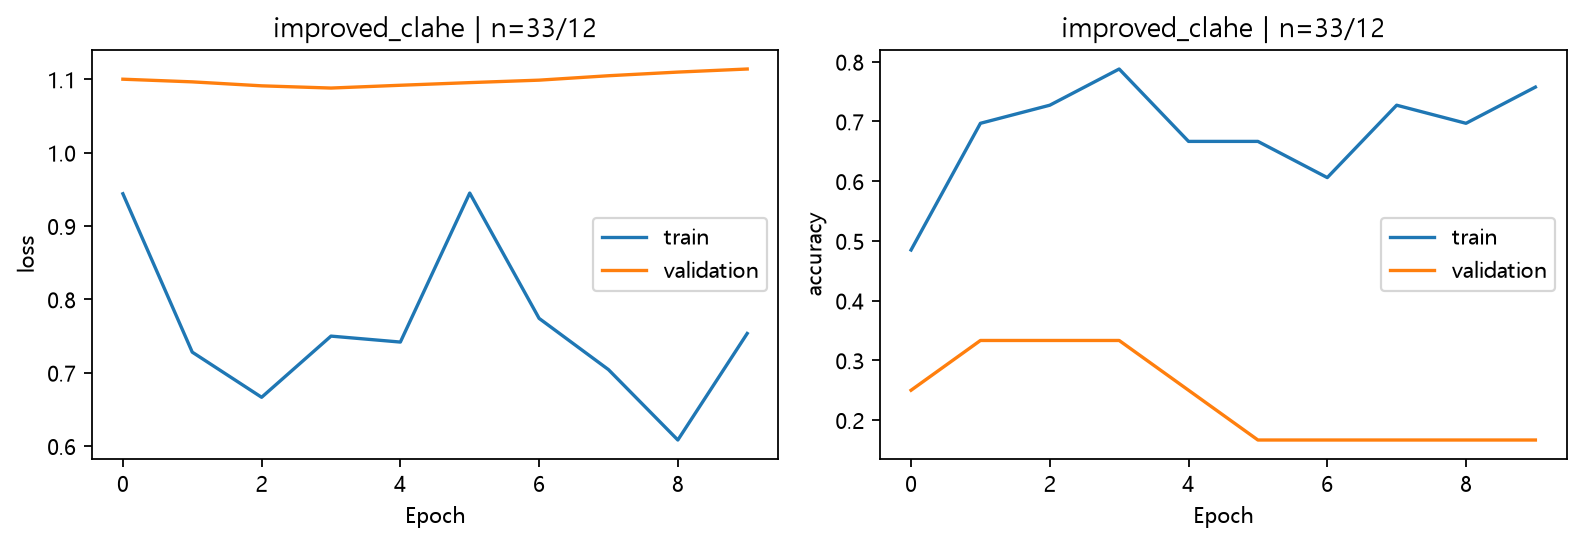 improved_clahe | n=33/12
1.1
1.0
0.9
0.8
0.7
0.6
loss
train
validation
0 2 4 6 8
Epoch
improved_clahe | n=33/12
0.8
0.7
0.6
0.5
0.4
0.3
0.2
accuracy
train
validation
0 2 4 6 8
Epoch